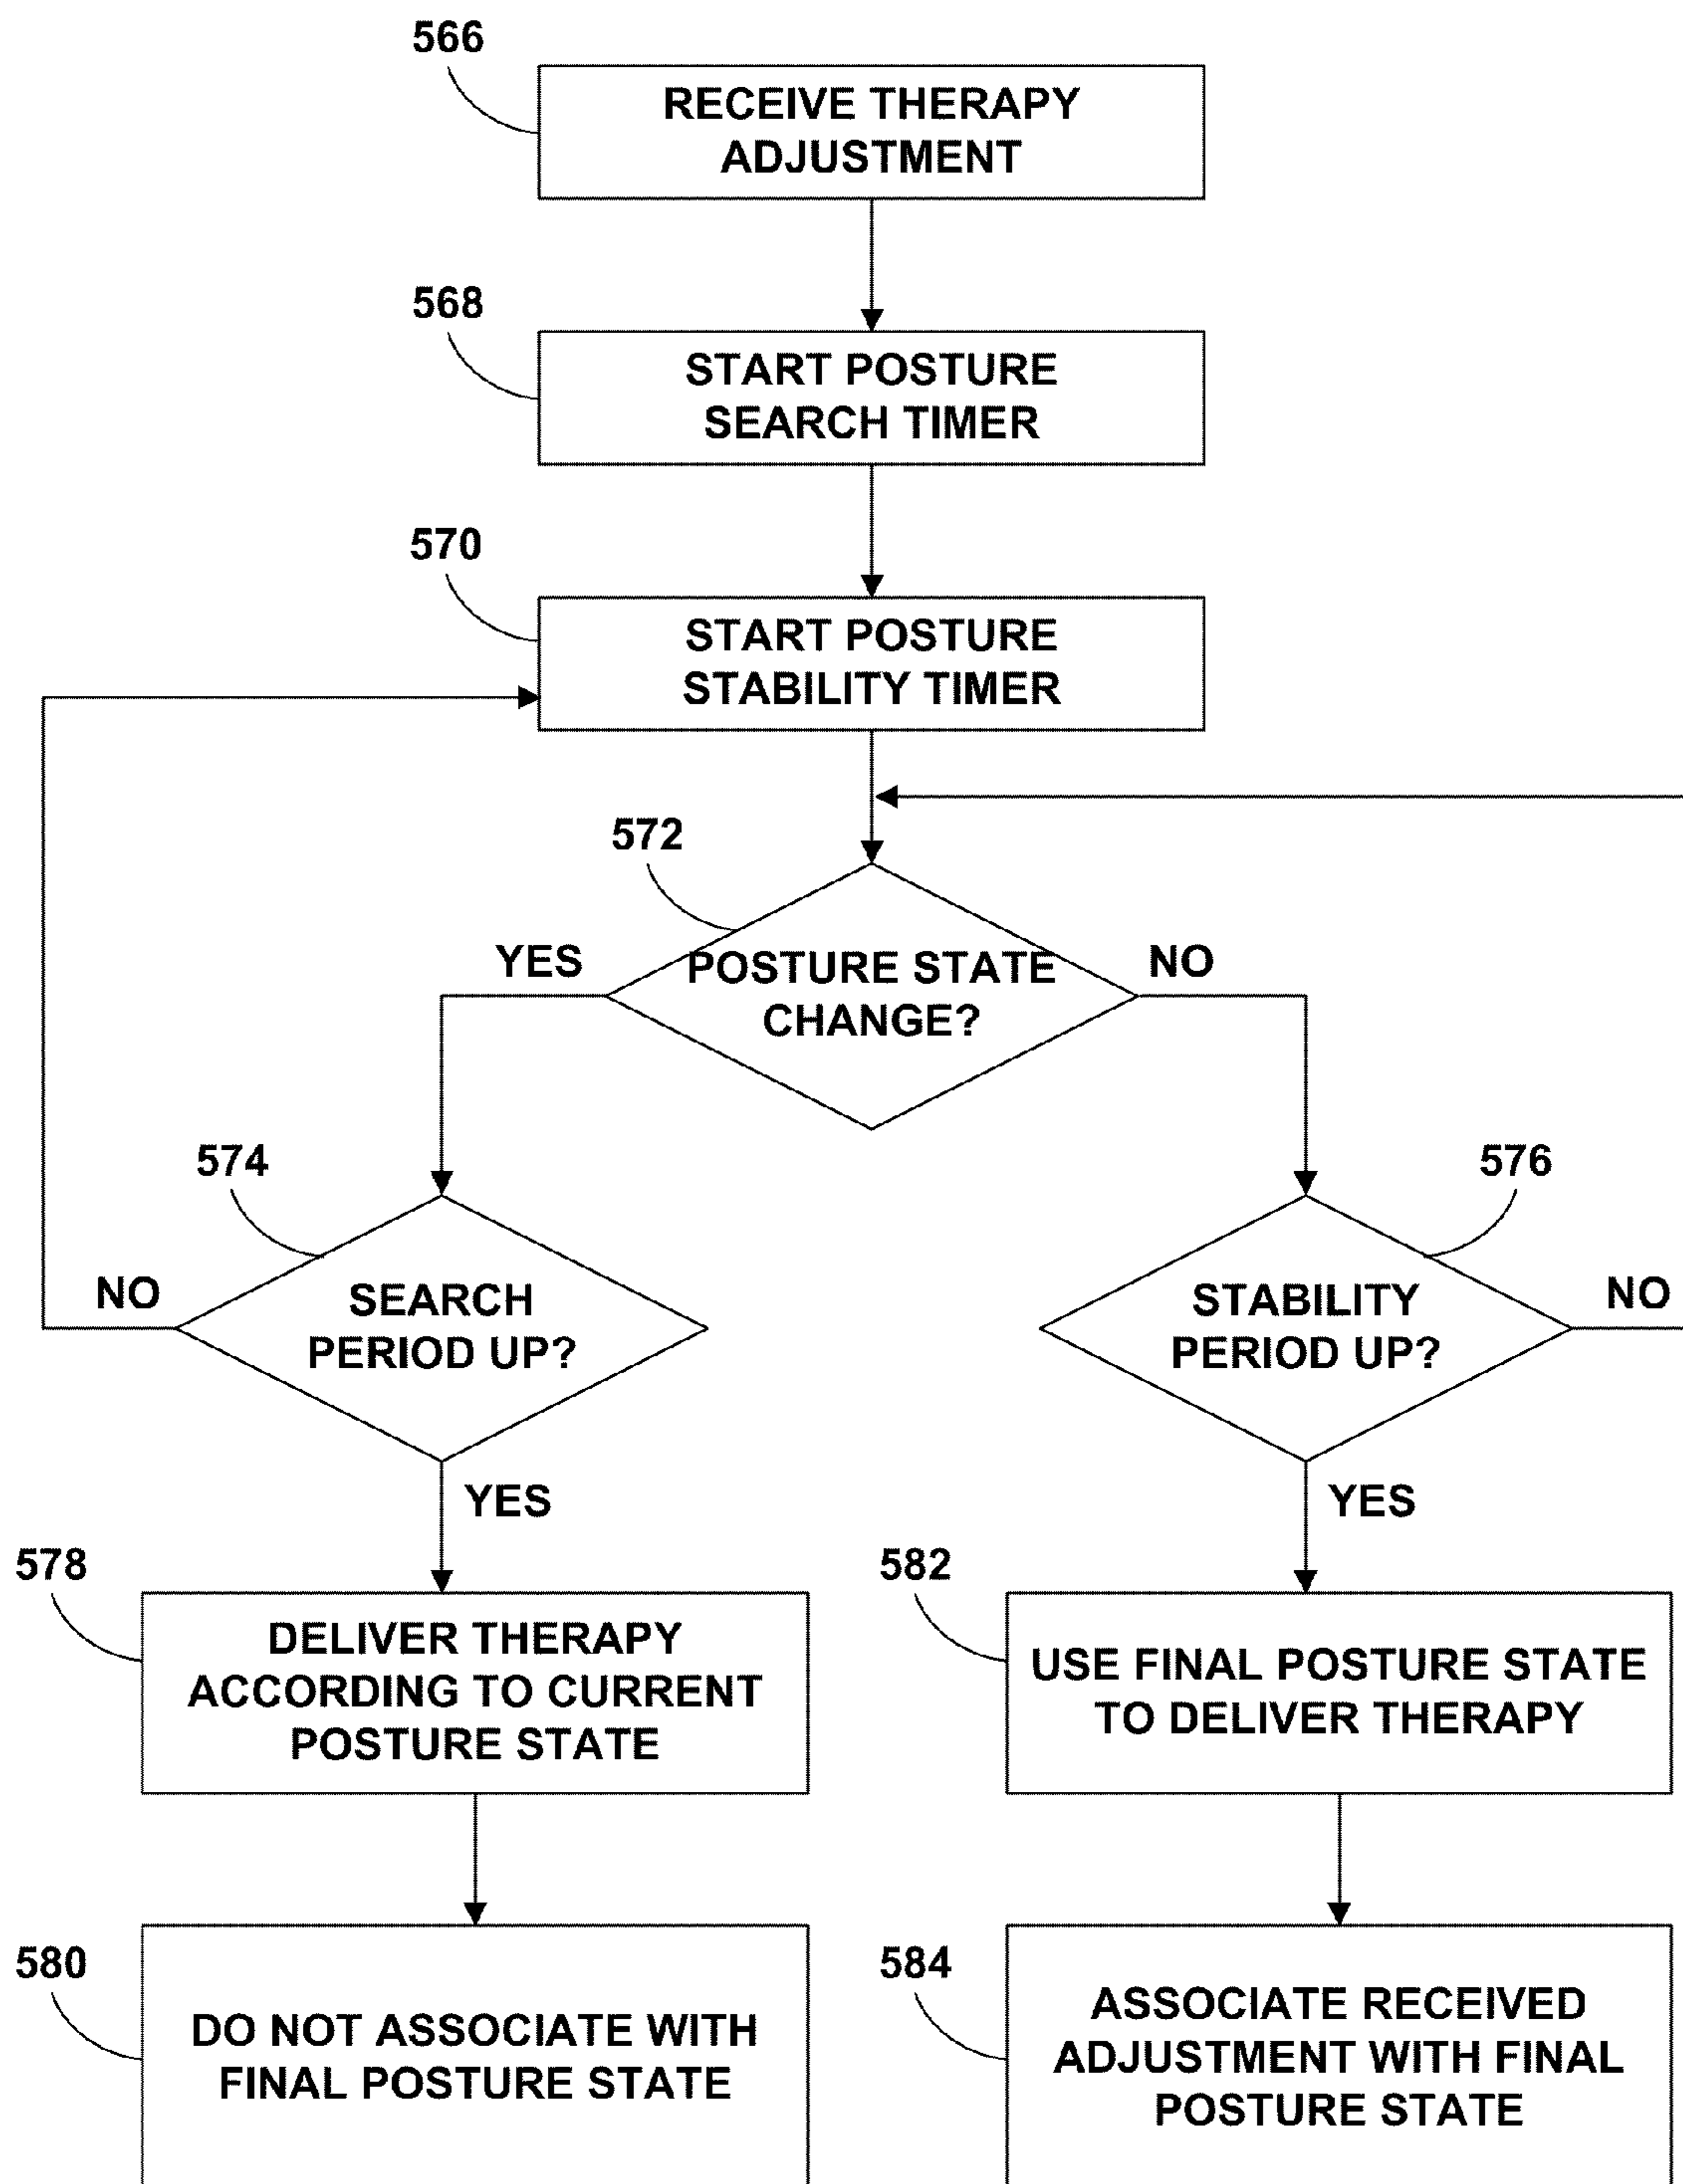 566
RECEIVE THERAPY
ADJUSTMENT
568
START POSTURE
SEARCH TIMER
570
START POSTURE
STABILITY TIMER
572
YES
POSTURE STATE
CHANGE?
NO
574
576
NO
SEARCH
PERIOD UP?
STABILITY
PERIOD UP?
NO
YES
YES
578
DELIVER THERAPY
ACCORDING TO CURRENT
POSTURE STATE
582
USE FINAL POSTURE STATE
TO DELIVER THERAPY
580
DO NOT ASSOCIATE WITH
FINAL POSTURE STATE
584
ASSOCIATE RECEIVED
ADJUSTMENT WITH FINAL
POSTURE STATE